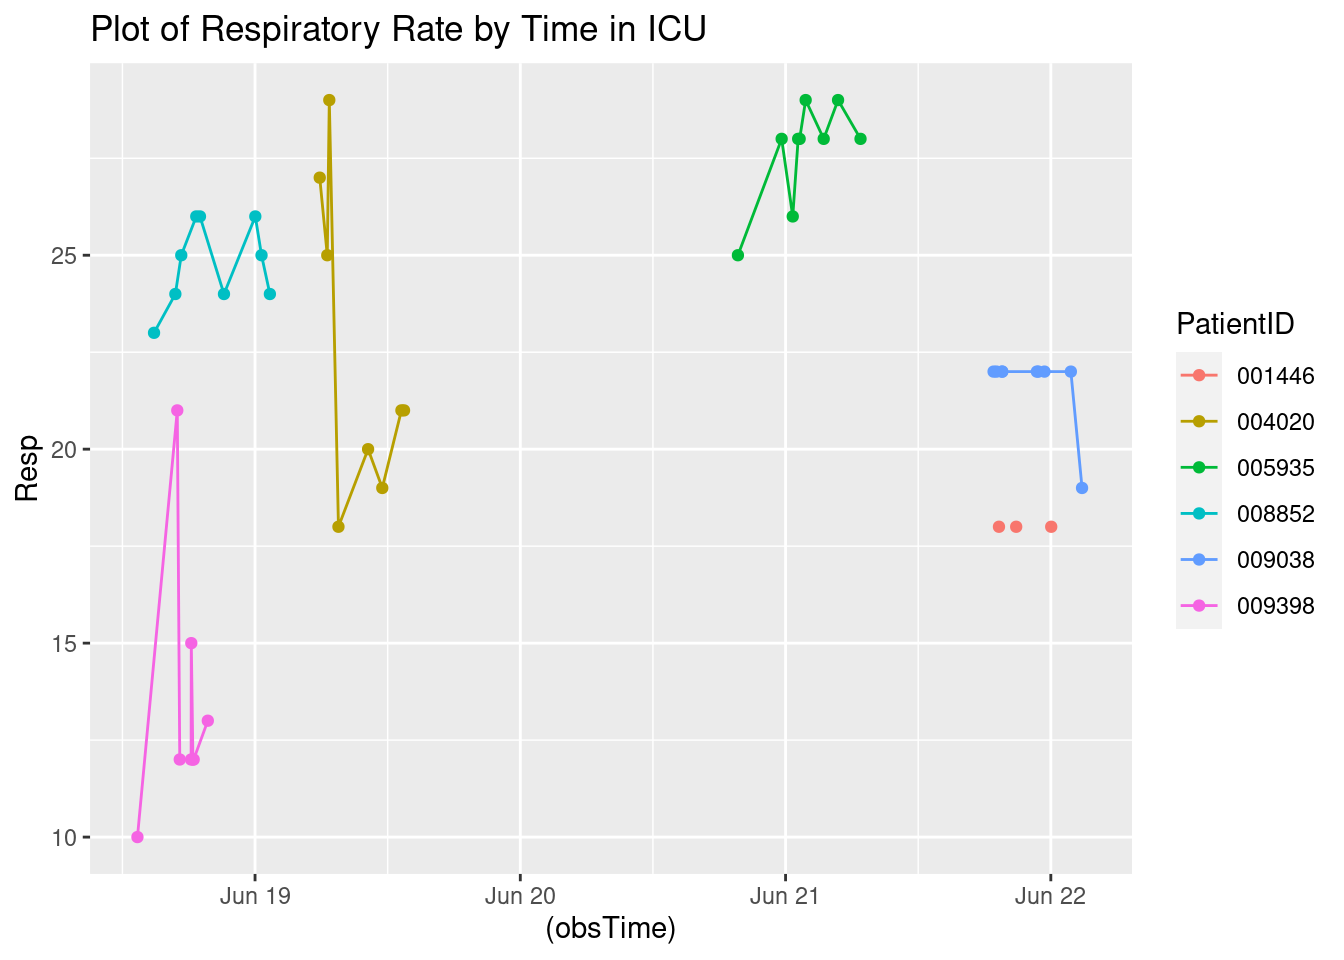 Plot of Respiratory Rate by Time in ICU
Resp
25
20
15
10
Jun 19 Jun 20 Jun 21 Jun 22
(obsTime)
PatientID
001446
004020
005935
008852
009038
009398